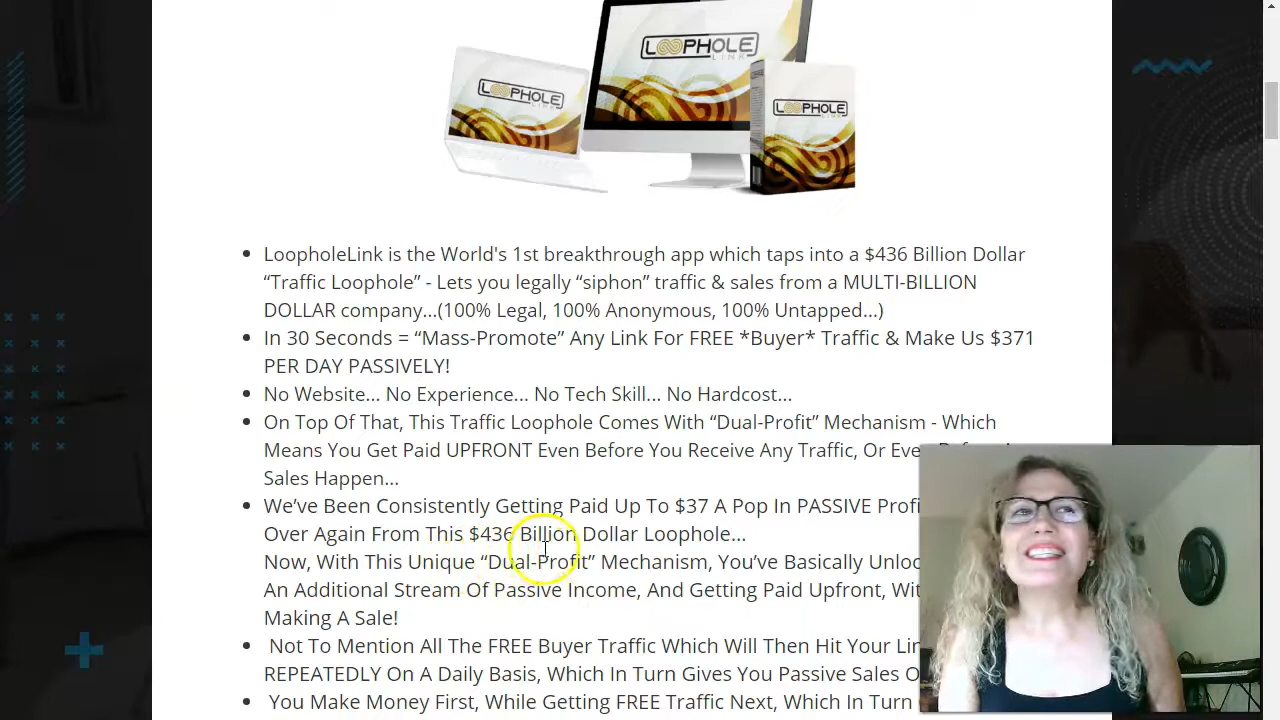 LOOPHOLE
LINK
LOOPHOLE
LINK
LOOPHOLE
LINK
LoopholeLink is the World's 1st breakthrough app which taps into a $436 Billion Dollar
“Traffic Loophole” - Lets you legally “siphon” traffic & sales from a MULTI-BILLION
DOLLAR company...(100% Legal, 100% Anonymous, 100% Untapped...)
In 30 Seconds = “Mass-Promote” Any Link For FREE *Buyer* Traffic & Make Us $371
PER DAY PASSIVELY!
No Website... No Experience... No Tech Skill... No Hardcost...
On Top Of That, This Traffic Loophole Comes With “Dual-Profit” Mechanism - Which
Means You Get Paid UPFRONT Even Before You Receive Any Traffic, Or
Sales Happen...
We’ve Been Consistently Getting Paid Up To $37 A Pop In PASSIVE
Over Again From This $436 Billion Dollar Loophole...
Now, With This Unique “Dual-Profit” Mechanism, You’ve Basically
An Additional Stream Of Passive Income, And Getting Paid Upfront,
Making A Sale!
Not To Mention All The FREE Buyer Traffic Which Will Then Hit Your
REPEATEDLY On A Daily Basis, Which In Turn Gives You Passive Sales
You Make Money First, While Getting FREE Traffic Next, Which In Turn